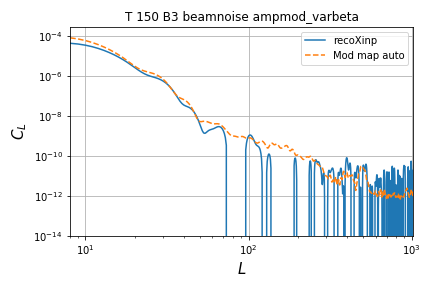 T 150 B3 beamnoise ampmod_varbeta
recoXinp
Mod map auto
C_L
10^-4
10^-6
10^-8
10^-10
10^-12
10^-14
10^1
10^2
10^3
L